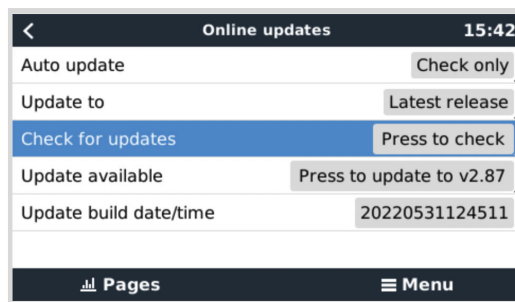 Online updates 15:42
Auto update Check only
Update to Latest release
Check for updates Press to check
Update available Press to update to v2.87
Update build date/time 20220531124511
Pages Menu